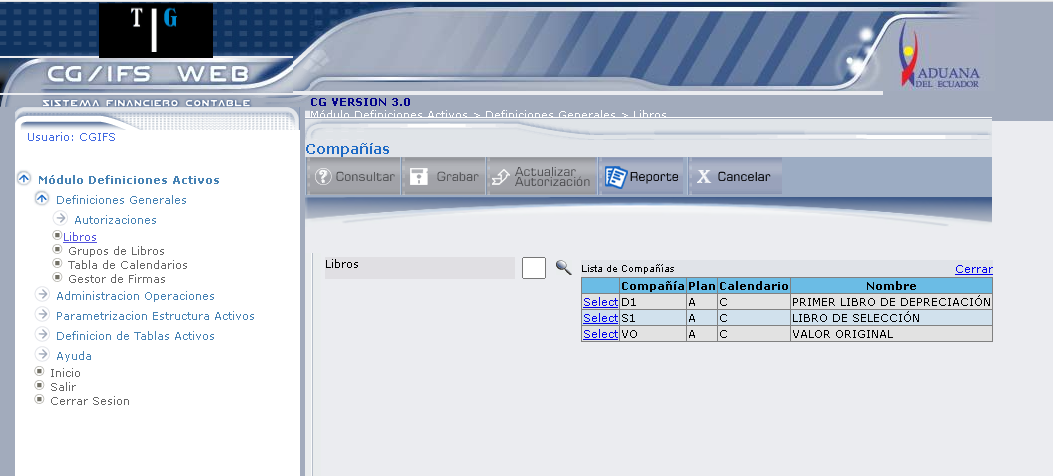 T G
CG/IFS WEB
SISTEMA FINANCIERO CONTABLE
ADUANA
DEL ECUADOR
CG VERSION 3.0
Módulo Definiciones Activos > Definiciones Generales > Libros
Usuario: CGIFS
Módulo Definiciones Activos
Definiciones Generales
Autorizaciones
Libros
Grupos de Libros
Tabla de Calendarios
Gestor de Firmas
Administracion Operaciones
Parametrizacion Estructura Activos
Definicion de Tablas Activos
Ayuda
Inicio
Salir
Cerrar Sesion
Compañías
Consultar Grabar Actualizar Autorización Reporte X Cancelar
Libros
Lista de Compañías Cerrar
Compañía Plan Calendario Nombre
Select D1 A C PRIMER LIBRO DE DEPRECIACIÓN
Select S1 A C LIBRO DE SELECCIÓN
Select VO A C VALOR ORIGINAL